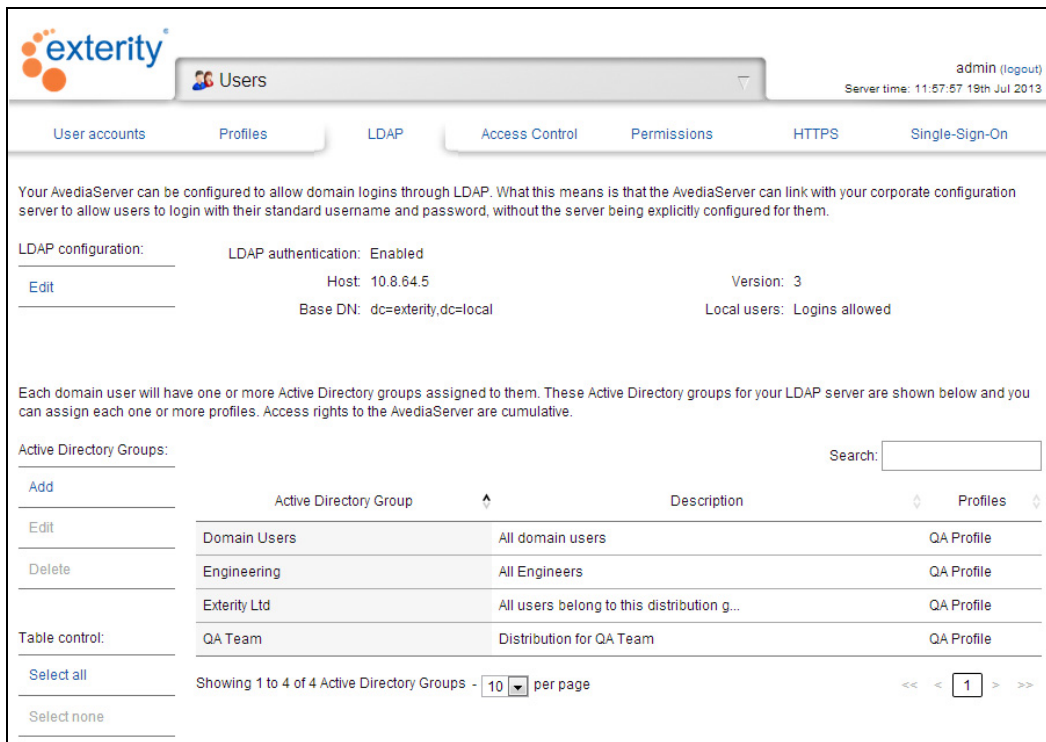 exterity
Users
admin (logout)
Server time: 11:57:57 19th Jul 2013
User accounts Profiles LDAP Access Control Permissions HTTPS Single-Sign-On
Your AvediaServer can be configured to allow domain logins through LDAP. What this means is that the AvediaServer can link with your corporate configuration
server to allow users to login with their standard username and password, without the server being explicitly configured for them.
LDAP configuration:
Edit
LDAP authentication: Enabled
Host: 10.8.64.5 Version: 3
Base DN: dc=exterity,dc=local Local users: Logins allowed
Each domain user will have one or more Active Directory groups assigned to them. These Active Directory groups for your LDAP server are shown below and you
can assign each one or more profiles. Access rights to the AvediaServer are cumulative.
Active Directory Groups:
Add
Edit
Delete
Table control:
Select all
Select none
Search:
Active Directory Group Description Profiles
Domain Users All domain users QA Profile
Engineering All Engineers QA Profile
Exterity Ltd All users belong to this distribution g... QA Profile
QA Team Distribution for QA Team QA Profile
Showing 1 to 4 of 4 Active Directory Groups - 10 per page << < 1 > >>